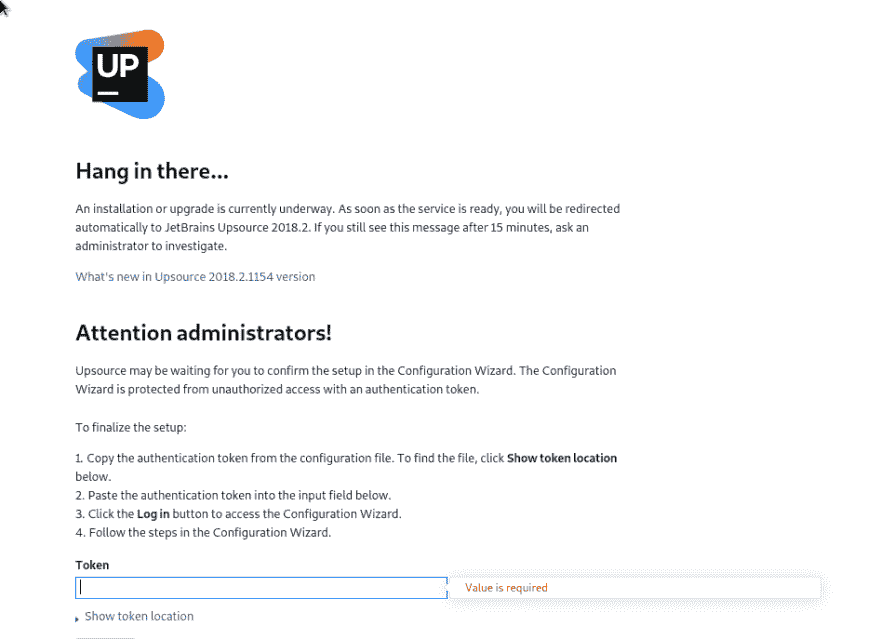 UP
Hang in there...
An installation or upgrade is currently underway. As soon as the service is ready, you will be redirected
automatically to JetBrains Upsource 2018.2. If you still see this message after 15 minutes, ask an
administrator to investigate.
What's new in Upsource 2018.2.1154 version
Attention administrators!
Upsource may be waiting for you to confirm the setup in the Configuration Wizard. The Configuration
Wizard is protected from unauthorized access with an authentication token.
To finalize the setup:
1. Copy the authentication token from the configuration file. To find the file, click Show token location
below.
2. Paste the authentication token into the input field below.
3. Click the Log in button to access the Configuration Wizard.
4. Follow the steps in the Configuration Wizard.
Token
Value is required
Show token location